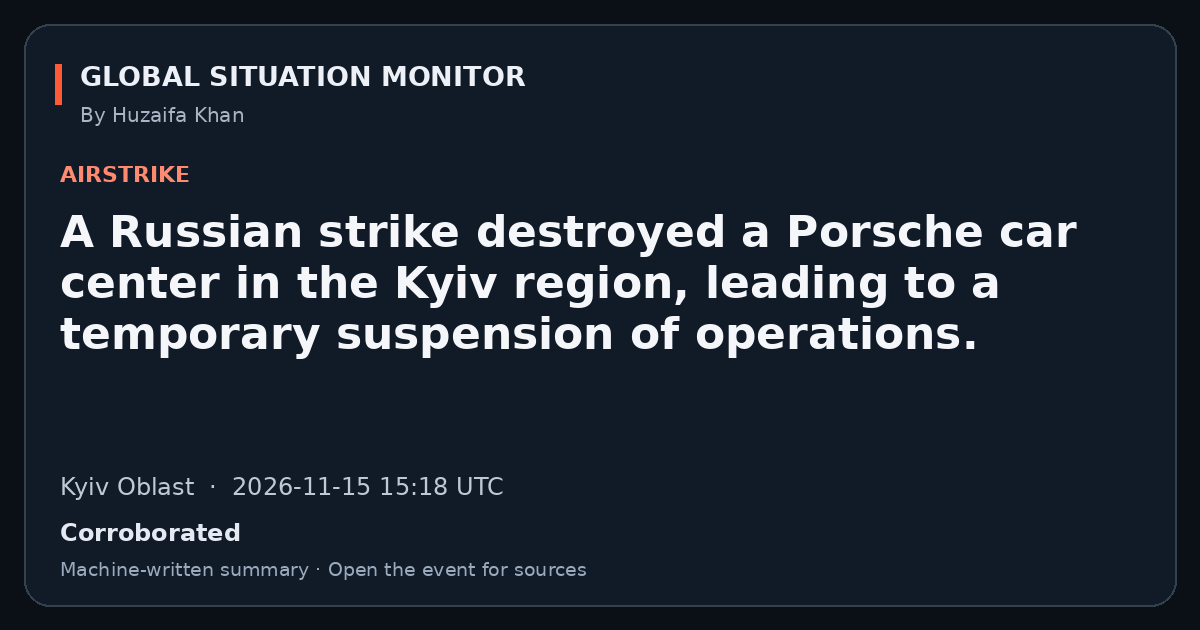 GLOBAL SITUATION MONITOR
By Huzaifa Khan
AIRSTRIKE
A Russian strike destroyed a Porsche car
center in the Kyiv region, leading to a
temporary suspension of operations.
Kyiv Oblast · 2026-11-15 15:18 UTC
Corroborated
Machine-written summary · Open the event for sources